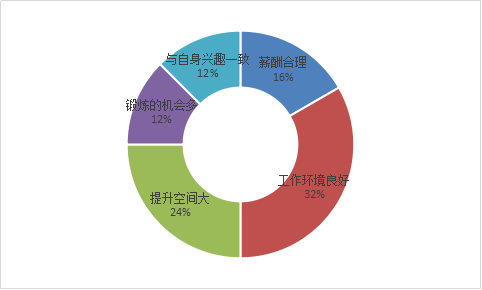 与自身兴趣一致
12%
薪酬合理
16%
锻炼的机会多
12%
工作环境良好
32%
提升空间大
24%